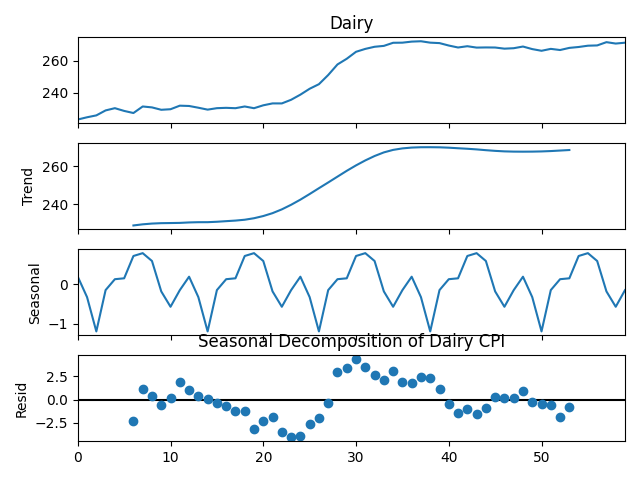 Dairy
260
240
Trend
260
240
Seasonal
0
−1
Seasonal Decomposition of Dairy CPI
Resid
2.5
0.0
−2.5
0 10 20 30 40 50